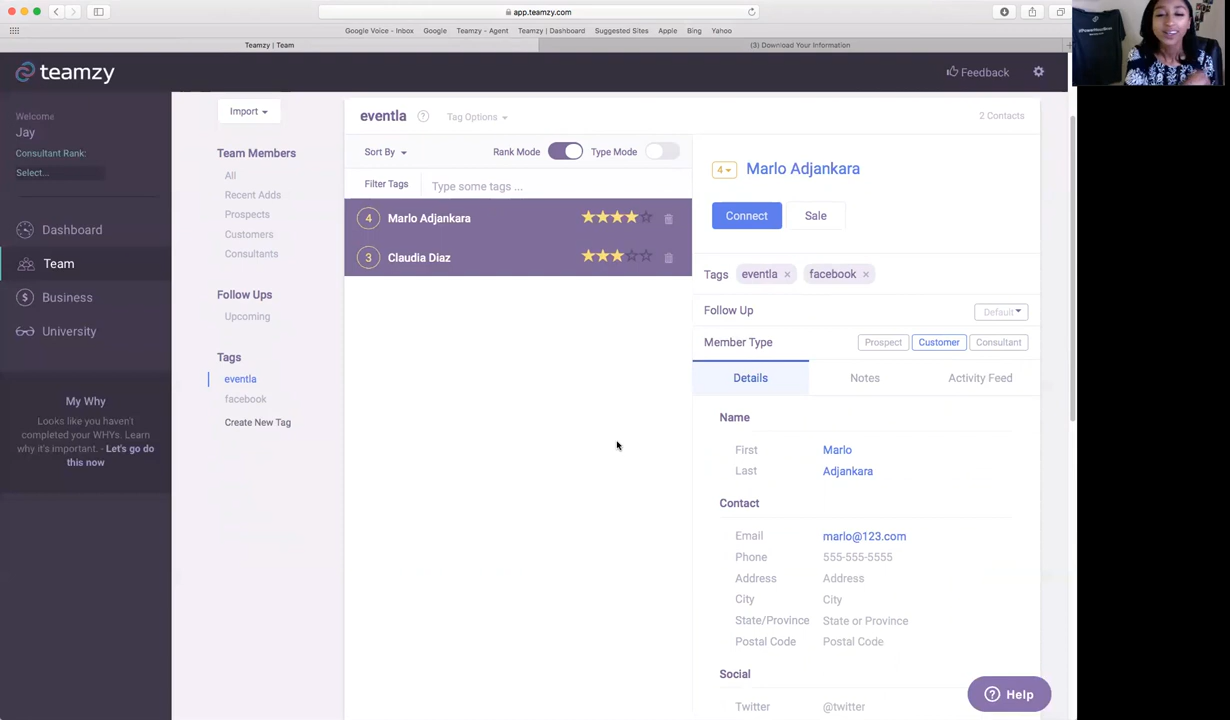 app.teamzy.com
Google Voice - Inbox Google Teamzy - Agent Teamzy | Dashboard Suggested Sites Apple Bing Yahoo
Teamzy | Team (3) Download Your Information
teamzy
Feedback
Welcome
Jay
Consultant Rank:
Select...
Dashboard
Team
Business
University
My Why
Looks like you haven't
completed your WHYs. Learn
why it's important. - Let's go do
this now
Import
Team Members
All
Recent Adds
Prospects
Customers
Consultants
Follow Ups
Upcoming
Tags
eventla
facebook
Create New Tag
eventla ? Tag Options 2 Contacts
Sort By Rank Mode Type Mode
Filter Tags Type some tags ...
4 Marlo Adjankara
3 Claudia Diaz
4 Marlo Adjankara
Connect Sale
Tags eventla × facebook ×
Follow Up Default
Member Type Prospect Customer Consultant
Details Notes Activity Feed
Name
First Marlo
Last Adjankara
Contact
Email marlo@123.com
Phone 555-555-5555
Address Address
City City
State/Province State or Province
Postal Code Postal Code
Social
Twitter @twitter
? Help